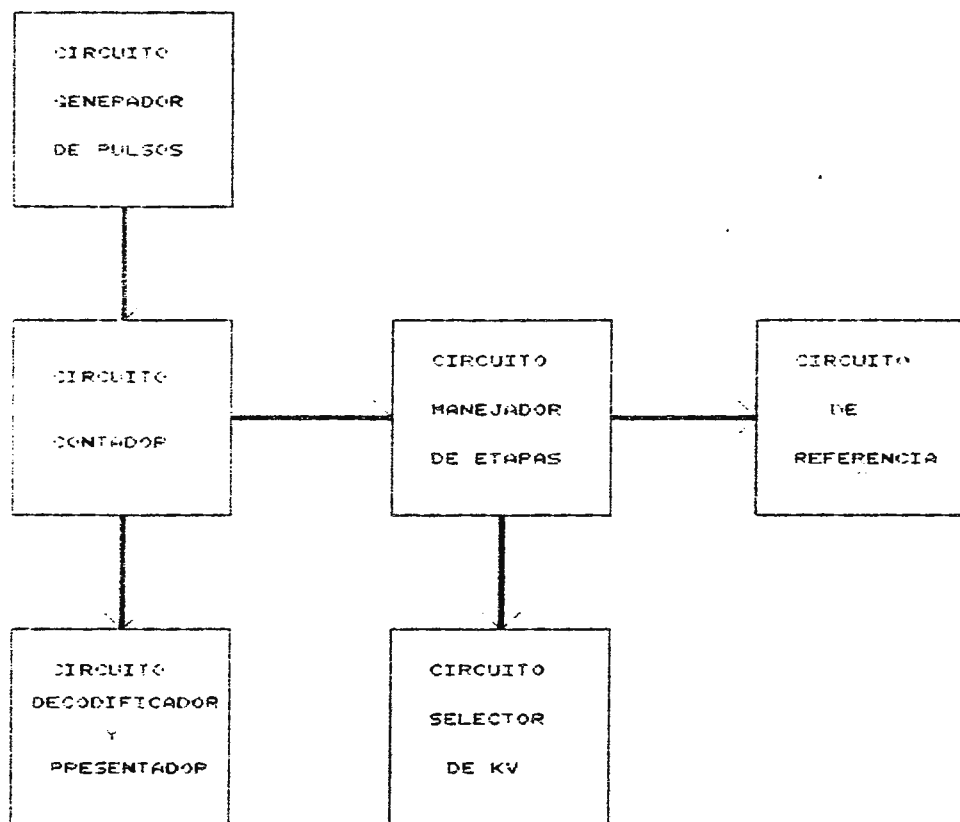 CIRCUITO
GENERADOR
DE PULSOS
CIRCUITO
CONTADOR
CIRCUITO
MANEJADOR
DE ETAPAS
CIRCUITO
DE
REFERENCIA
CIRCUITO
DECODIFICADOR
Y
PRESENTADOR
CIRCUITO
SELECTOR
DE KV